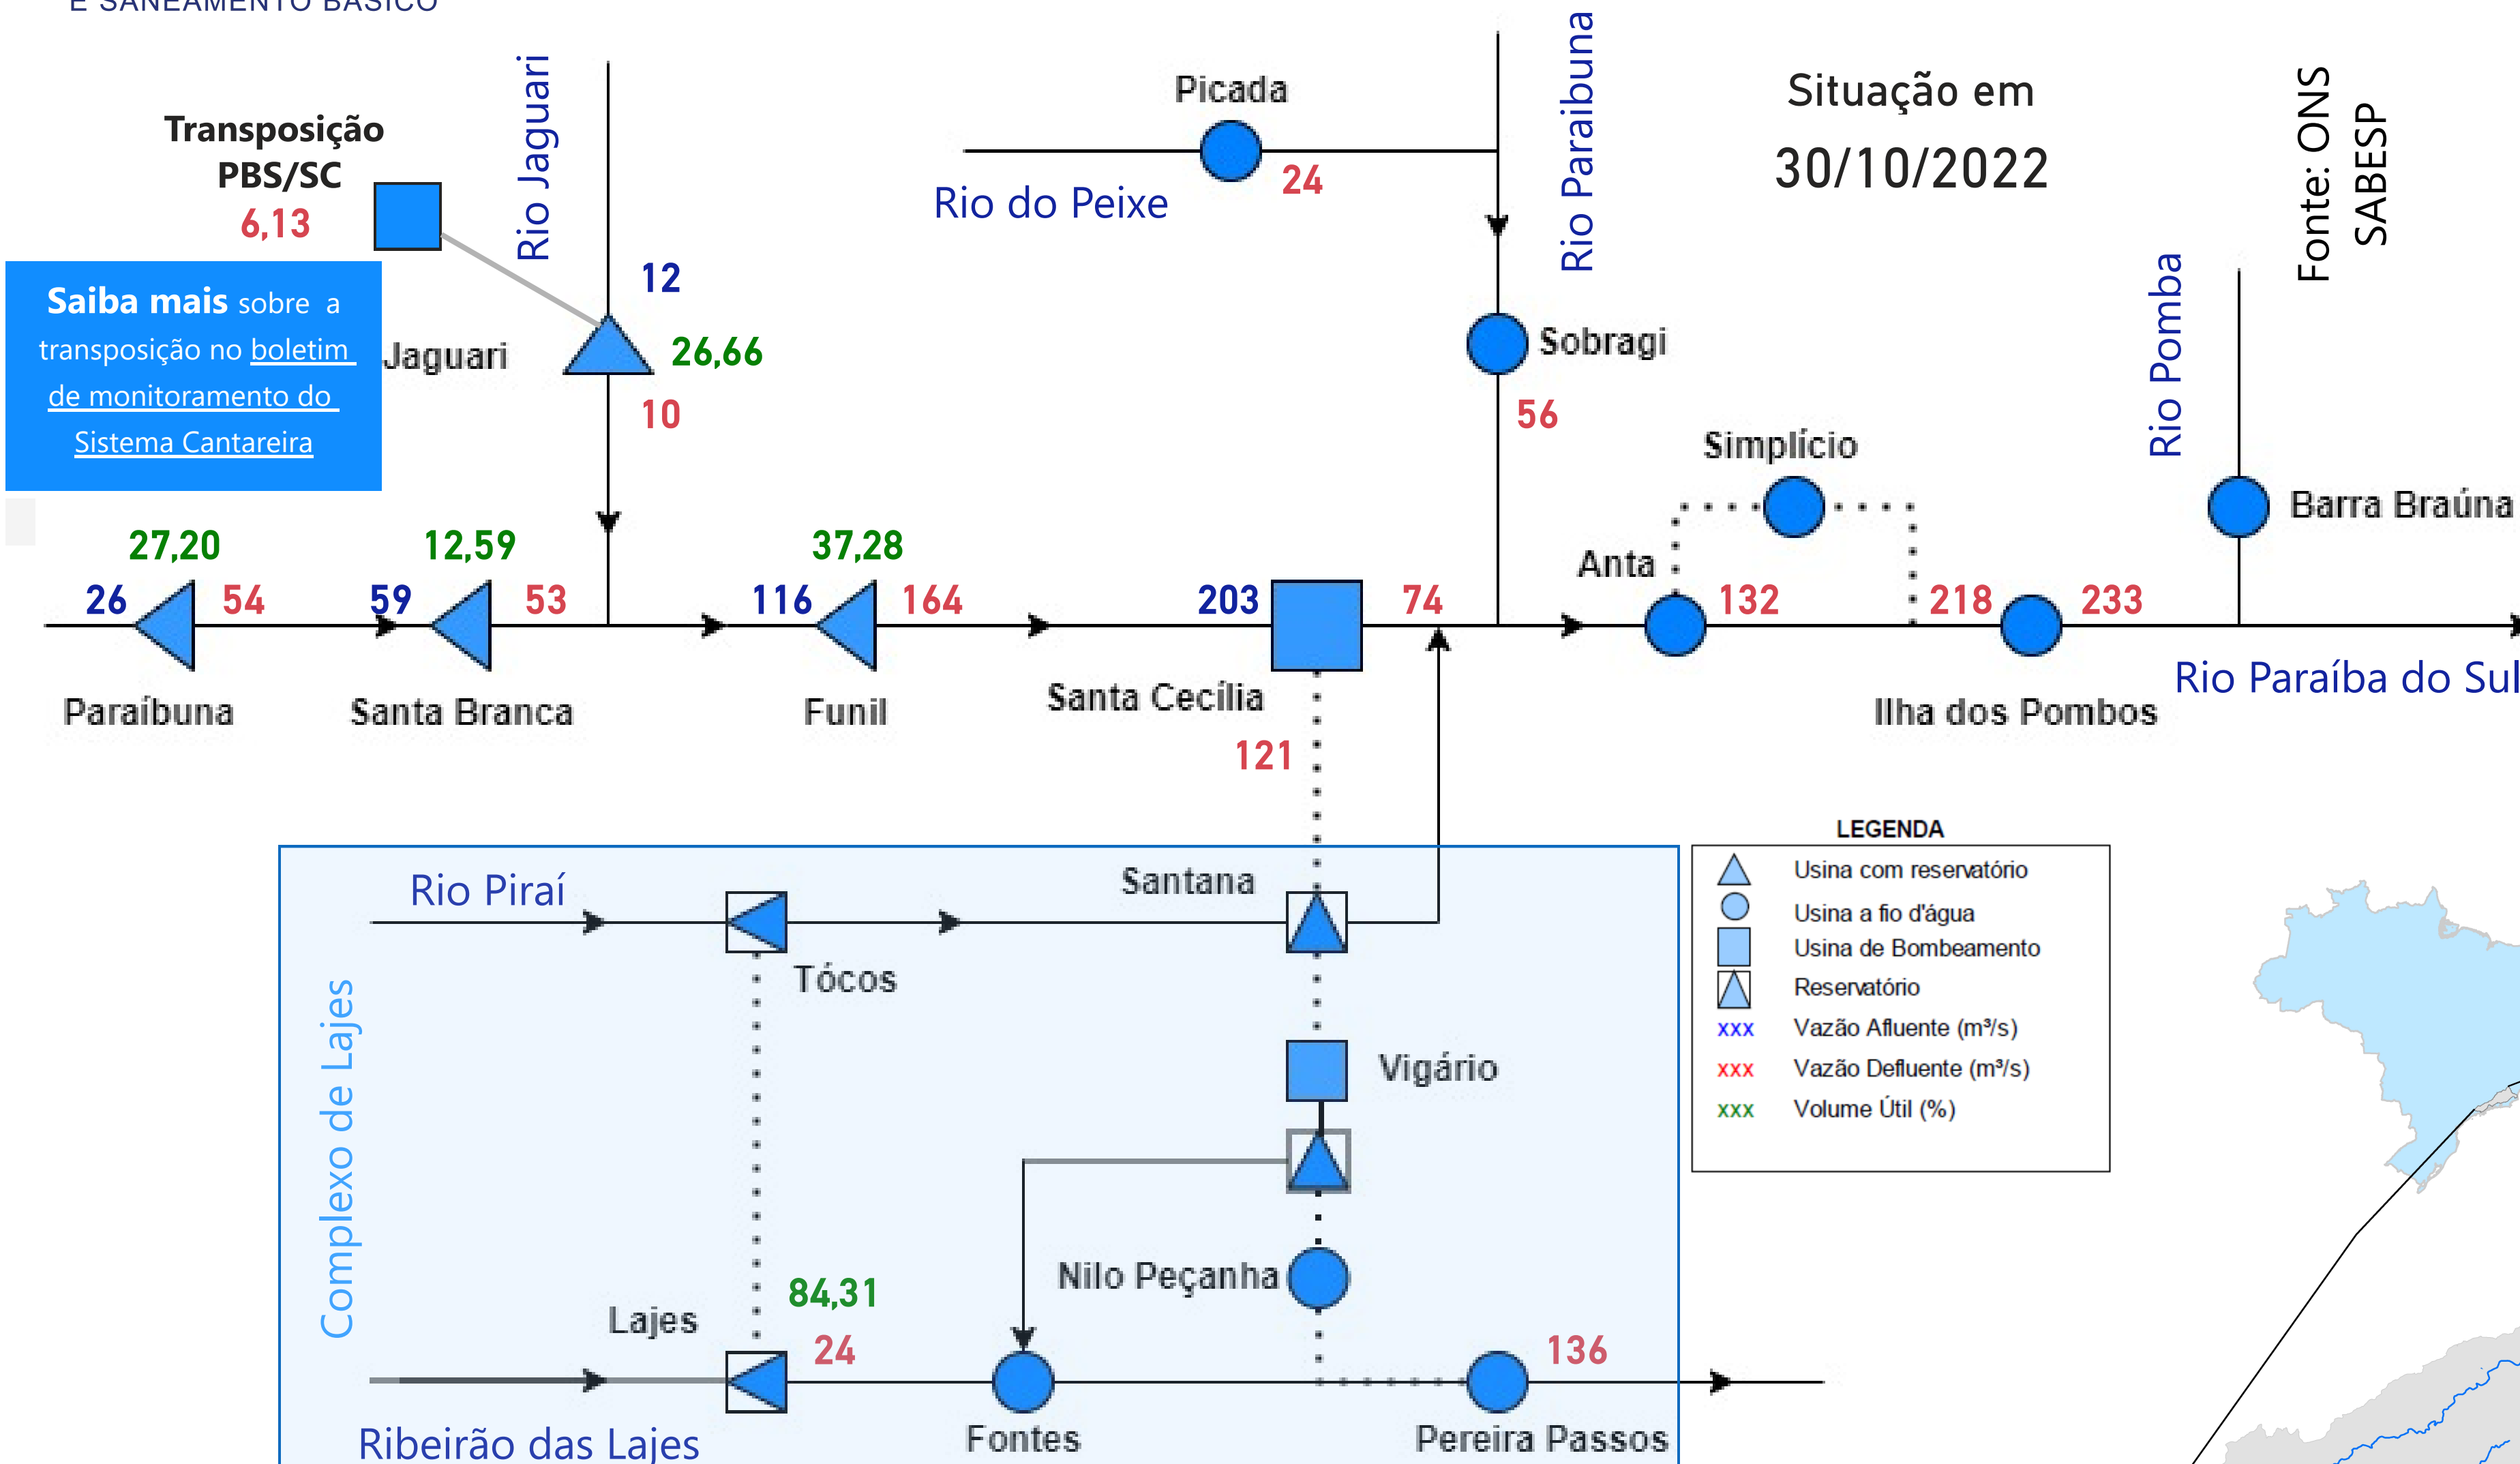 E SANEAMENTO BÁSICO
Transposição
PBS/SC
6,13
Saiba mais sobre a
transposição no boletim
de monitoramento do
Sistema Cantareira
Rio Jaguari
12
Jaguari
26,66
10
Picada
24
Rio do Peixe
Rio Paraibuna
Sobragi
56
Situação em
30/10/2022
Fonte: ONS
SABESP
Rio Pomba
Simplício
Barra Braúna
Anta
27,20
12,59
37,28
26
54
59
53
116
164
203
74
132
218
233
Paraíbuna
Santa Branca
Funil
Santa Cecília
Ilha dos Pombos
Rio Paraíba do Sul
121
Rio Piraí
Santana
Tócos
Complexo de Lajes
Vigário
Nilo Peçanha
84,31
Lajes
24
136
Fontes
Pereira Passos
Ribeirão das Lajes
LEGENDA
Usina com reservatório
Usina a fio d'água
Usina de Bombeamento
Reservatório
xxx Vazão Afluente (m³/s)
xxx Vazão Defluente (m³/s)
xxx Volume Útil (%)